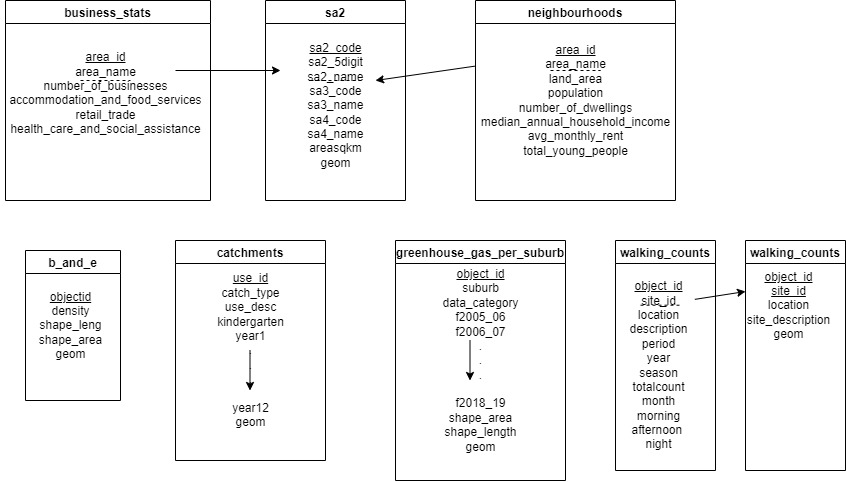 business_stats
area_id
area_name
number_of_businesses
accommodation_and_food_services
retail_trade
health_care_and_social_assistance
sa2
sa2_code
sa2_5digit
sa2_name
sa3_code
sa3_name
sa4_code
sa4_name
areasqkm
geom
neighbourhoods
area_id
area_name
land_area
population
number_of_dwellings
median_annual_household_income
avg_monthly_rent
total_young_people
b_and_e
objectid
density
shape_leng
shape_area
geom
catchments
use_id
catch_type
use_desc
kindergarten
year1
year12
geom
greenhouse_gas_per_suburb
object_id
suburb
data_category
f2005_06
f2006_07
.
.
.
f2018_19
shape_area
shape_length
geom
walking_counts
object_id
site_id
location
description
period
year
season
totalcount
month
morning
afternoon
night
walking_counts
object_id
site_id
location
site_description
geom